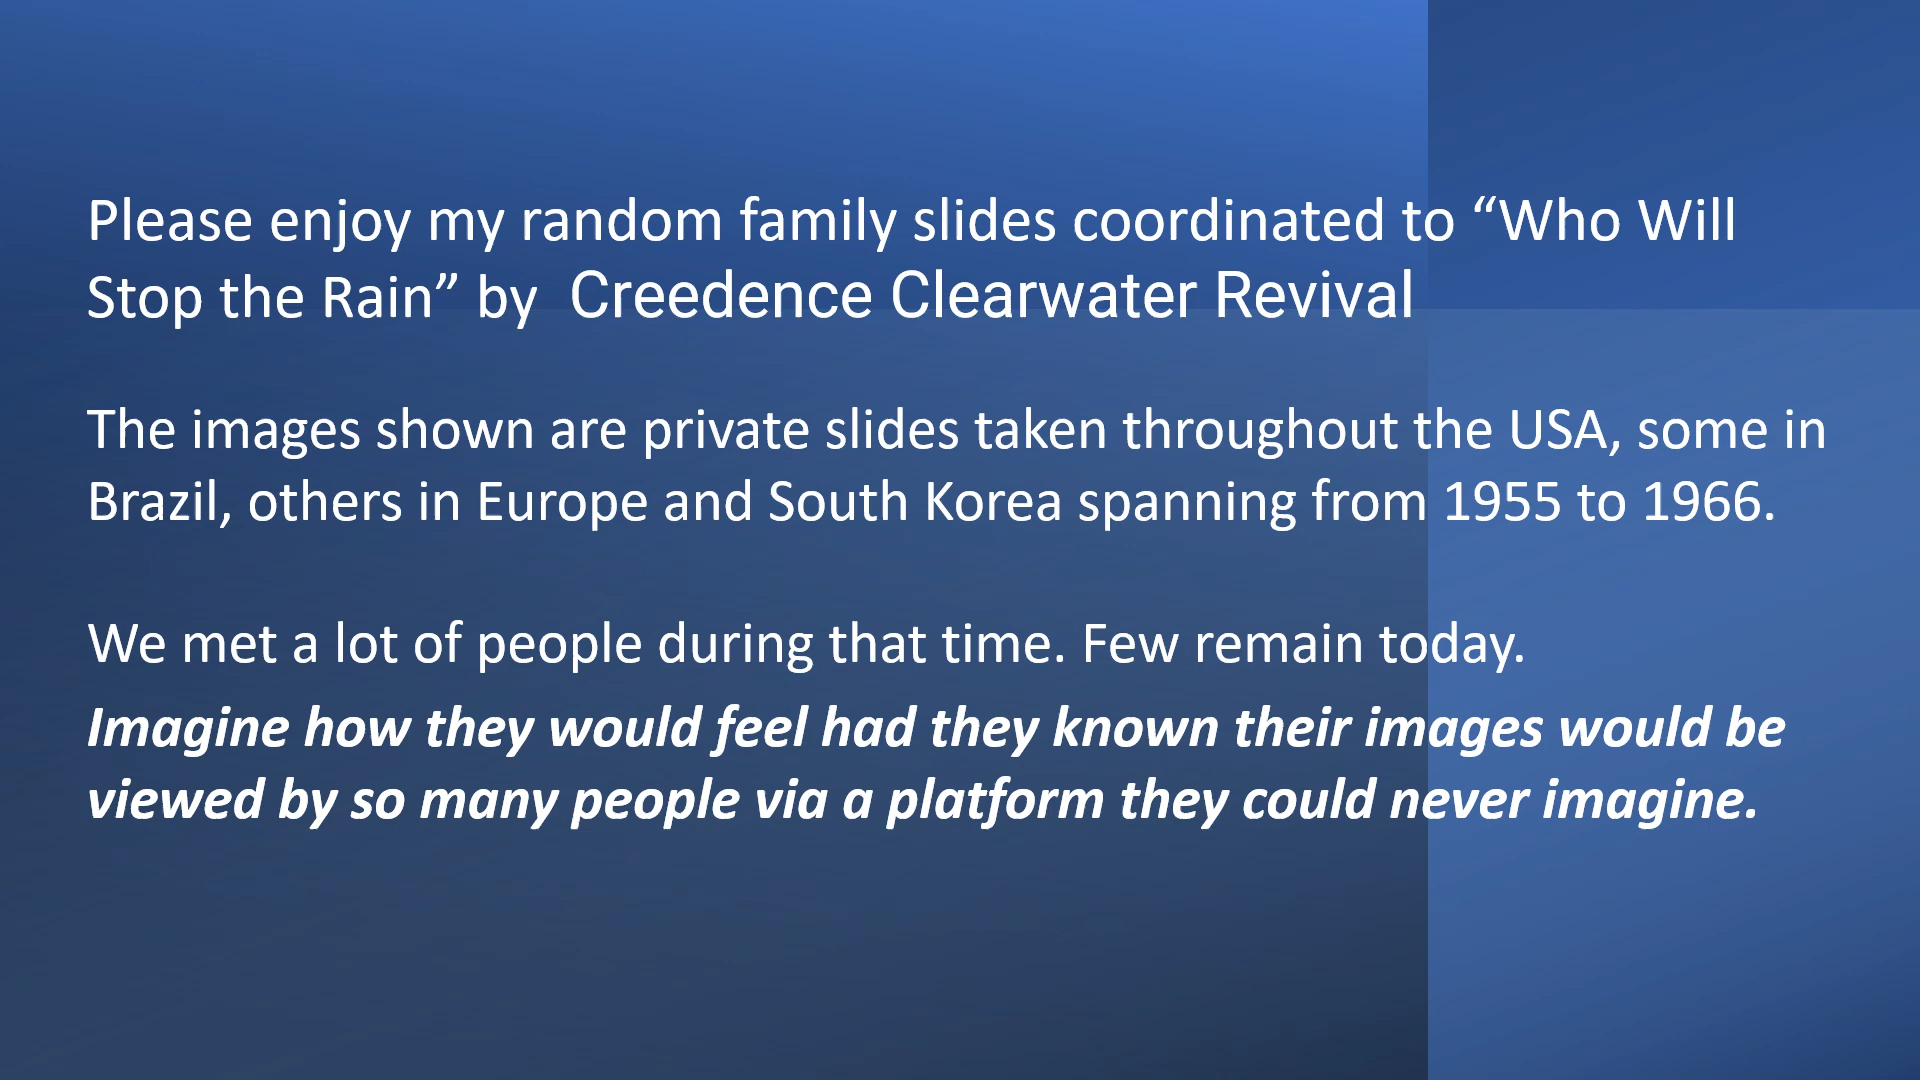 Please enjoy my random family slides coordinated to “Who Will
Stop the Rain” by  Creedence Clearwater Revival
The images shown are private slides taken throughout the USA, some in
Brazil, others in Europe and South Korea spanning from 1955 to 1966.
We met a lot of people during that time. Few remain today.
Imagine how they would feel had they known their images would be
viewed by so many people via a platform they could never imagine.